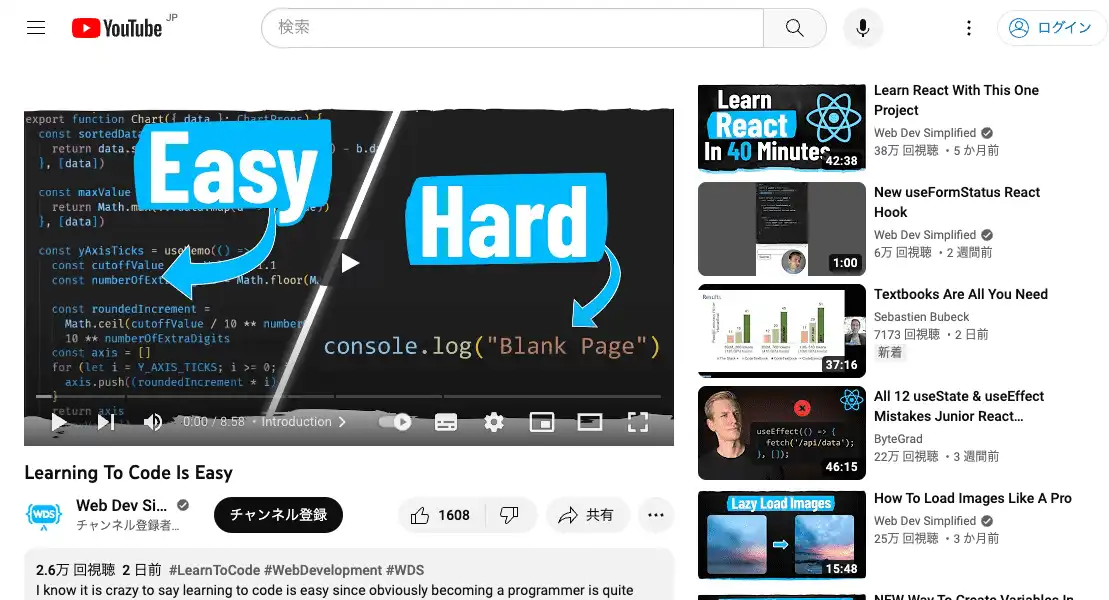 YouTube JP
検索
ログイン
export function Chart({ data }: ChartProps) {
const sortedData
return data.s
- b.da
}, [data])
const maxValue
return Math.max(
}, [data])
const yAxisTicks = useMemo(() =>
const cutoffValue
1.1
const numberOfExtr
Math.floor(M
const roundedIncrement =
Math.ceil(cutoffValue / 10 ** number
10 ** numberOfExtraDigits
const axis = []
for (let i = Y_AXIS_TICKS; i >= 0;
axis.push((roundedIncrement * i)
}
return axis
Easy
Hard
console.log("Blank Page")
0:00 / 8:58 • Introduction
Learning To Code Is Easy
WDS
Web Dev Si...
チャンネル登録者...
チャンネル登録
1608
共有
2.6万 回視聴 2 日前 #LearnToCode #WebDevelopment #WDS
I know it is crazy to say learning to code is easy since obviously becoming a programmer is quite
Learn
React
In 40 Minutes
42:38
Learn React With This One
Project
Web Dev Simplified
38万 回視聴 • 5 か月前
1:00
New useFormStatus React
Hook
Web Dev Simplified
6万 回視聴 • 2 週間前
Results
37:16
Textbooks Are All You Need
Sebastien Bubeck
7173 回視聴 • 2 日前
新着
useEffect(() => {
fetch('/api/data');
}, []);
46:15
All 12 useState & useEffect
Mistakes Junior React…
ByteGrad
22万 回視聴 • 3 週間前
Lazy Load Images
15:48
How To Load Images Like A Pro
Web Dev Simplified
25万 回視聴 • 3 か月前
NEW Way To Create Variables In